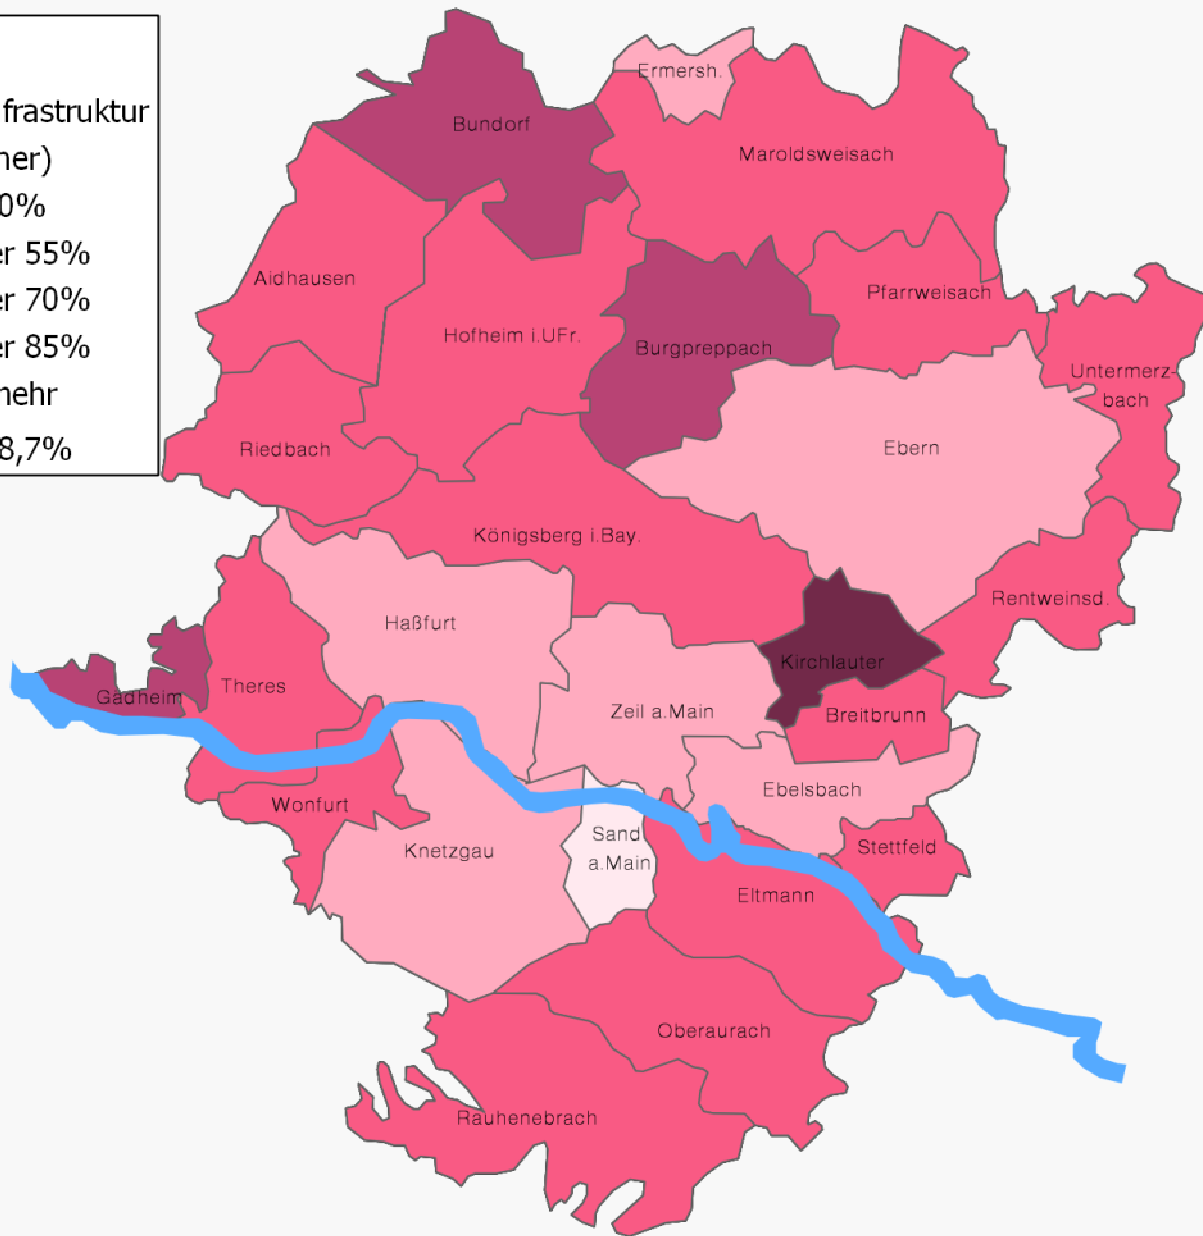 frastruktur
ner)
0%
er 55%
er 70%
er 85%
mehr
8,7%
Ermersh.
Bundorf
Maroldsweisach
Aidhausen
Pfarrweisach
Hofheim i.UFr.
Burgpreppach
Untermerz-
bach
Riedbach
Ebern
Königsberg i.Bay.
Rentweinsd.
Haßfurt
Kirchlauter
Gädheim
Theres
Zeil a.Main
Breitbrunn
Ebelsbach
Wonfurt
Sand
a.Main
Knetzgau
Stettfeld
Eltmann
Oberaurach
Rauhenebrach